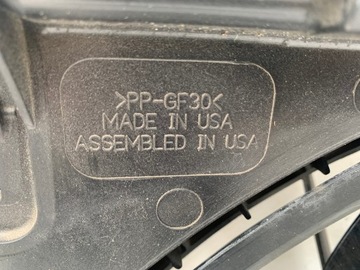 >PP-GF30<
MADE IN USA
ASSEMBLED IN USA